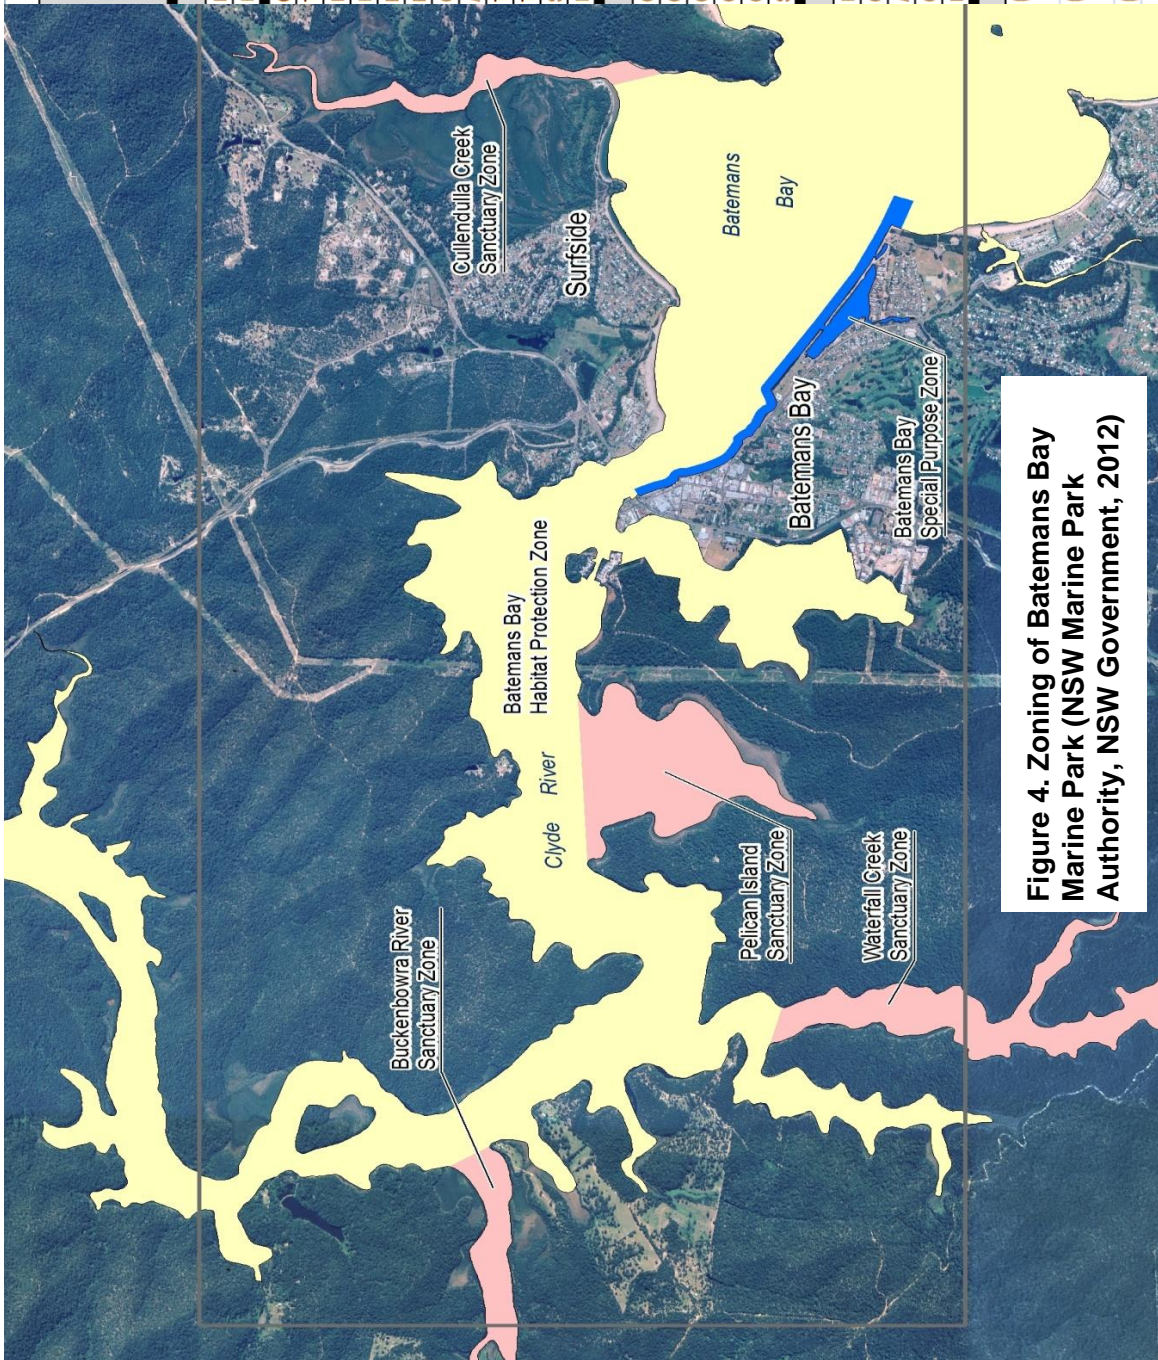 Cullendulla Creek
Sanctuary Zone
Surfside
Batemans
Bay
Batemans Bay
Batemans Bay
Special Purpose Zone
Batemans Bay
Habitat Protection Zone
Clyde River
Pelican Island
Sanctuary Zone
Waterfall Creek
Sanctuary Zone
Buckenbowra River
Sanctuary Zone
Figure 4. Zoning of Batemans Bay
Marine Park (NSW Marine Park
Authority, NSW Government, 2012)